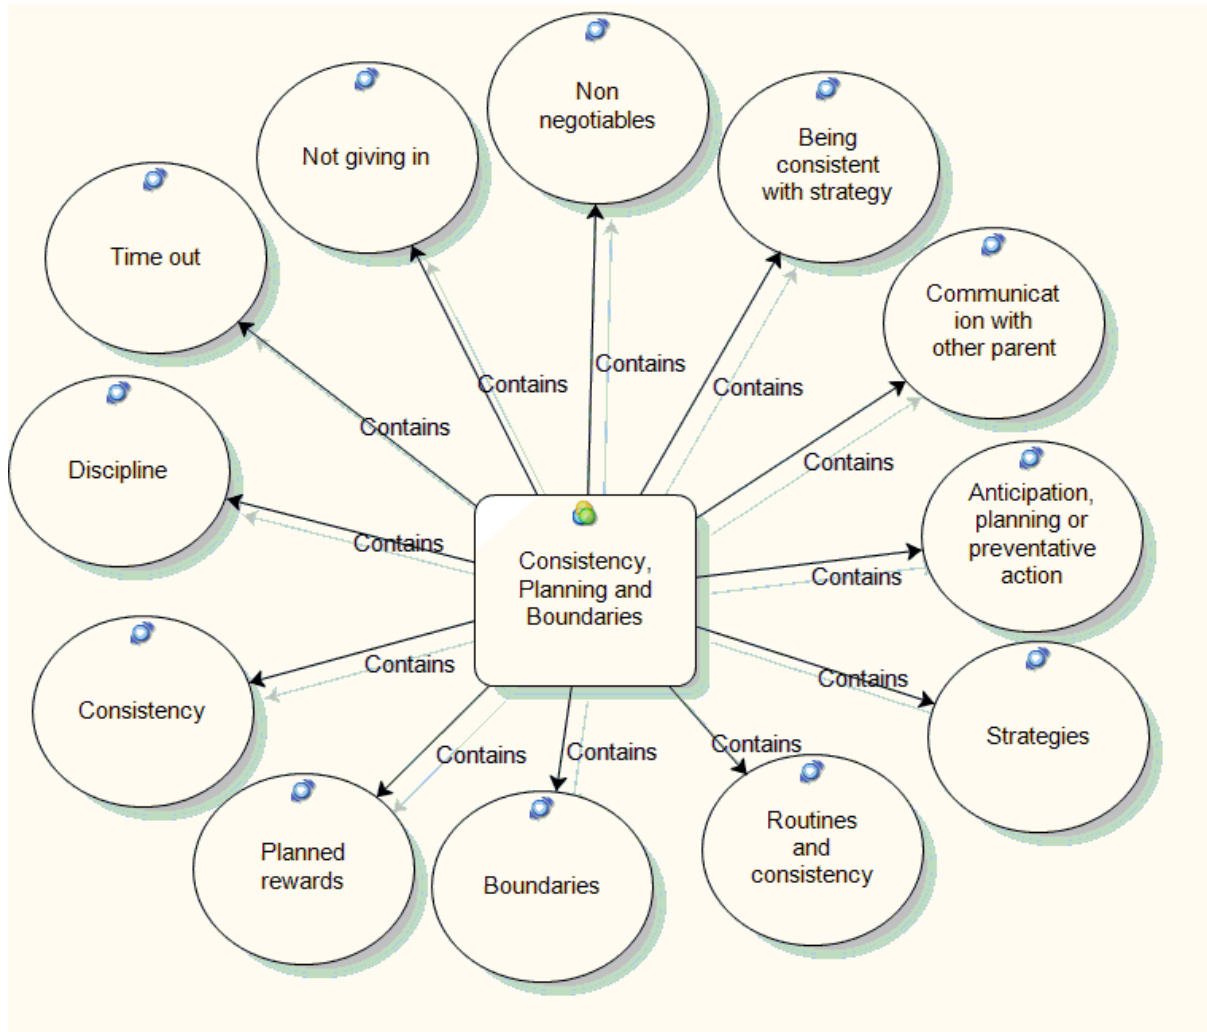 Non
negotiables
Not giving in
Being
consistent
with strategy
Time out
Communicat
ion with
other parent
Contains
Contains
Contains
Contains
Contains
Discipline
Anticipation,
planning or
preventative
action
Contains
Contains
Consistency,
Planning and
Boundaries
Contains
Contains
Consistency
Strategies
Contains
Contains
Contains
Planned
rewards
Boundaries
Routines
and
consistency